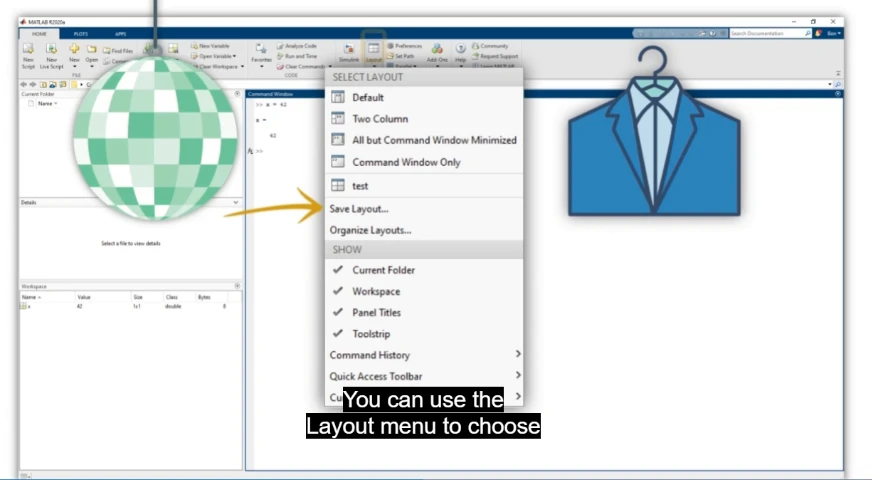 MATLAB R2020a
HOME PLOTS APPS
Search Documentation
New Script
New Live Script
New
Open
Find Files
New Variable
Open Variable
Clear Workspace
Favorites
Analyze Code
Run and Time
Clear Commands
Simulink
Layout
Preferences
Set Path
Add-Ons
Help
Community
Request Support
FILE
CODE
Current Folder
Name
Command Window
>> x = 42
x =
42
>>
SELECT LAYOUT
Default
Two Column
All but Command Window Minimized
Command Window Only
test
Save Layout...
Organize Layouts...
SHOW
Current Folder
Workspace
Panel Titles
Toolstrip
Command History
Quick Access Toolbar
Details
Select a file to view details
Workspace
Name Value Size Class Bytes
x 42 1x1 double 8
You can use the
Layout menu to choose